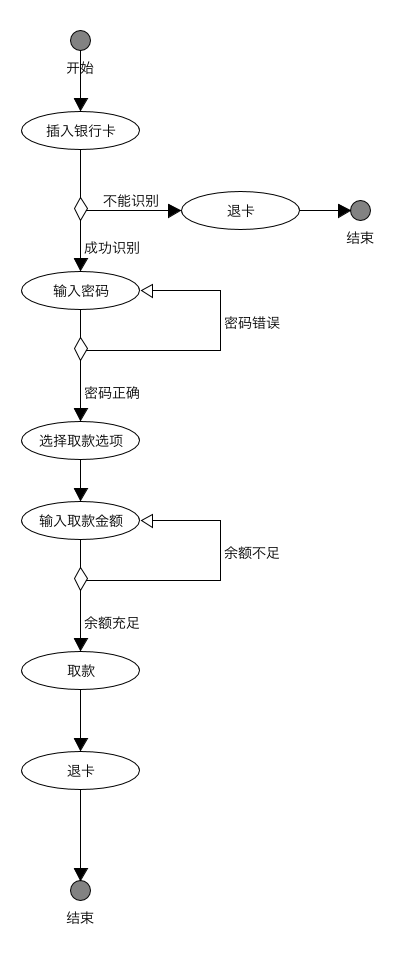 开始
插入银行卡
不能识别
退卡
结束
成功识别
输入密码
密码错误
密码正确
选择取款选项
输入取款金额
余额不足
余额充足
取款
退卡
结束